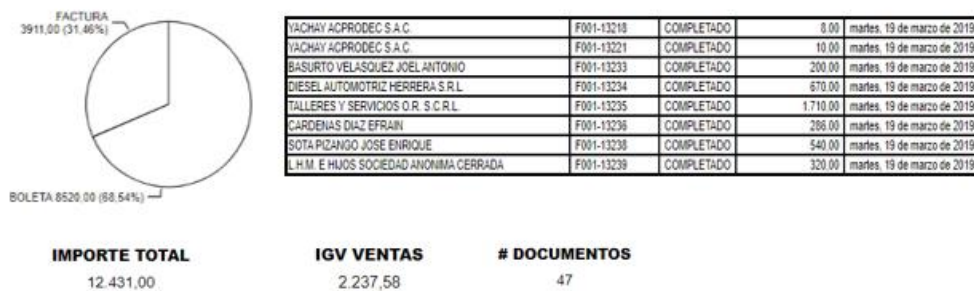 FACTURA
3911,00 (31,46%)
BOLETA 8520,00 (68,54%)
YACHAY ACPRODEC S.A.C. F001-13218 COMPLETADO 8,00 martes, 19 de marzo de 2019
YACHAY ACPRODEC S.A.C. F001-13221 COMPLETADO 10,00 martes, 19 de marzo de 2019
BASURTO VELASQUEZ JOEL ANTONIO F001-13233 COMPLETADO 200,00 martes, 19 de marzo de 2019
DIESEL AUTOMOTRIZ HERRERA S.R.L F001-13234 COMPLETADO 670,00 martes, 19 de marzo de 2019
TALLERES Y SERVICIOS O.R. S.C.R.L. F001-13235 COMPLETADO 1.710,00 martes, 19 de marzo de 2019
CARDENAS DIAZ EFRAIN F001-13236 COMPLETADO 286,00 martes, 19 de marzo de 2019
SOTA PIZANGO JOSE ENRIQUE F001-13238 COMPLETADO 540,00 martes, 19 de marzo de 2019
L.H.M. E HIJOS SOCIEDAD ANONIMA CERRADA F001-13239 COMPLETADO 320,00 martes, 19 de marzo de 2019
IMPORTE TOTAL IGV VENTAS # DOCUMENTOS
12.431,00 2.237,58 47